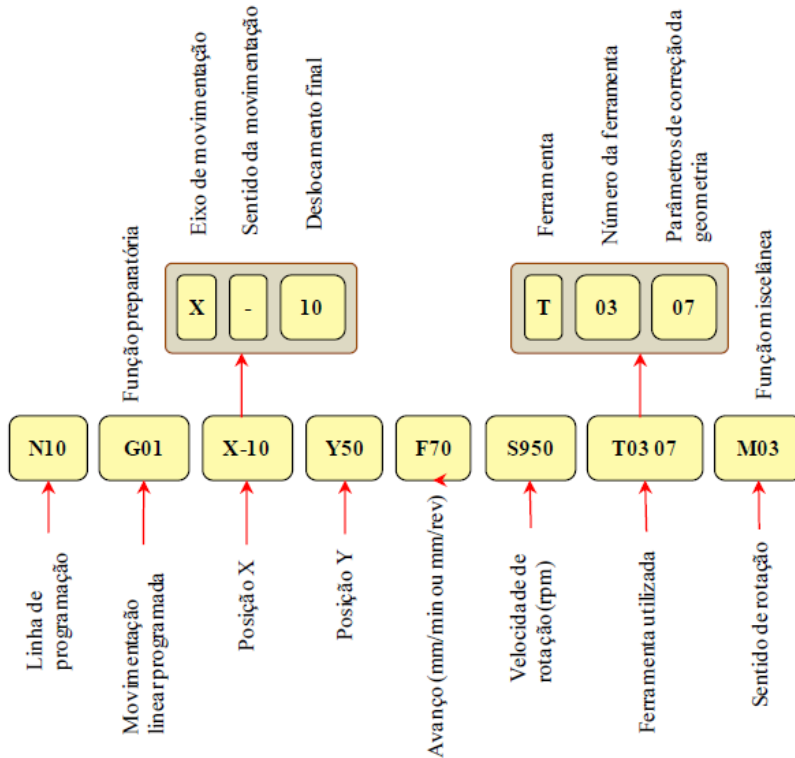 Eixo de movimentação
Sentido da movimentação
Deslocamento final
Ferramenta
Número da ferramenta
Parâmetros de correção da
geometria
Função preparatória
X
-
10
T
03
07
Função miscelânea
N10
G01
X-10
Y50
F70
S950
T03 07
M03
Linha de
programação
Movimentação
linear programada
Posição X
Posição Y
Avanço (mm/min ou mm/rev)
Velocidade de
rotação (rpm)
Ferramenta utilizada
Sentido de rotação